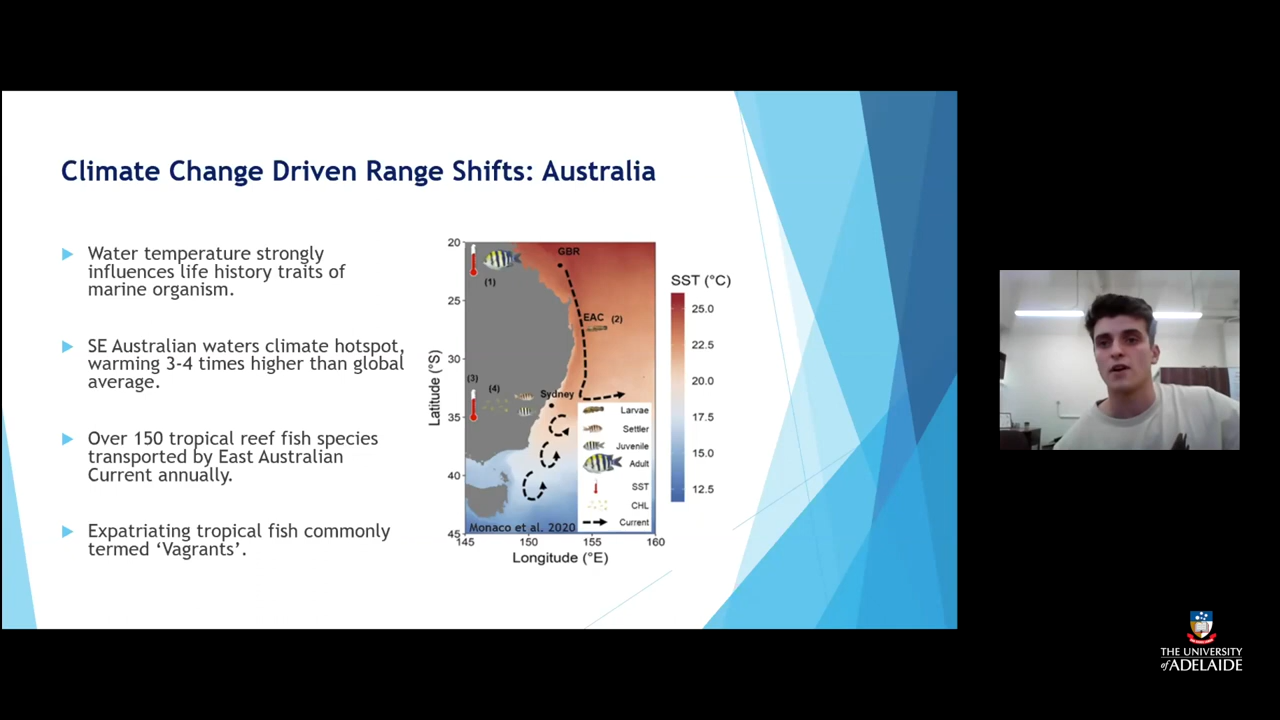 Climate Change Driven Range Shifts: Australia
Water temperature strongly
influences life history traits of
marine organism.
SE Australian waters climate hotspot,
warming 3-4 times higher than global
average.
Over 150 tropical reef fish species
transported by East Australian
Current annually.
Expatriating tropical fish commonly
termed ‘Vagrants’.
20
25
30
35
40
45
Latitude (°S)
145
150
155
160
Longitude (°E)
GBR
(1)
EAC (2)
(3)
(4)
Sydney
Larvae
Settler
Juvenile
Adult
SST
CHL
Current
Monaco et al. 2020
SST (°C)
25.0
22.5
20.0
17.5
15.0
12.5
THE UNIVERSITY
of ADELAIDE